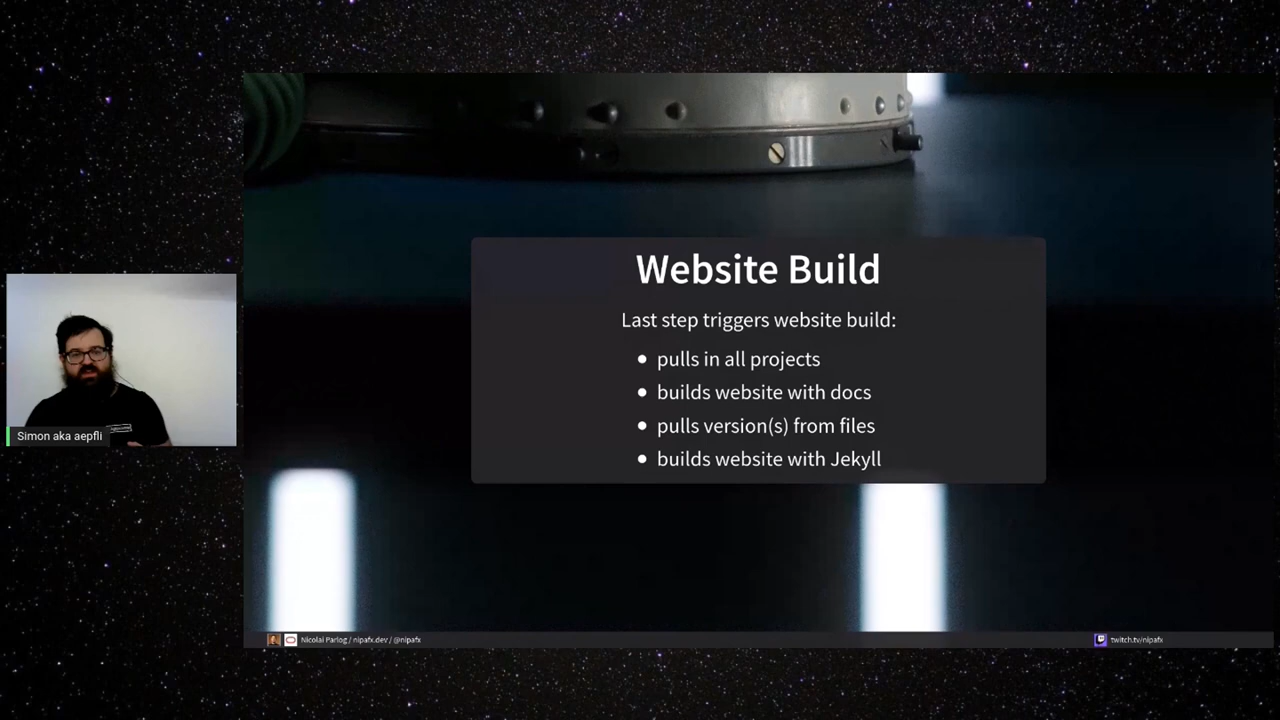 Website Build
Last step triggers website build:
pulls in all projects
builds website with docs
pulls version(s) from files
builds website with Jekyll
Simon aka aepfli
Nicolai Parlog / nipafx.dev / @nipafx
twitch.tv/nipafx